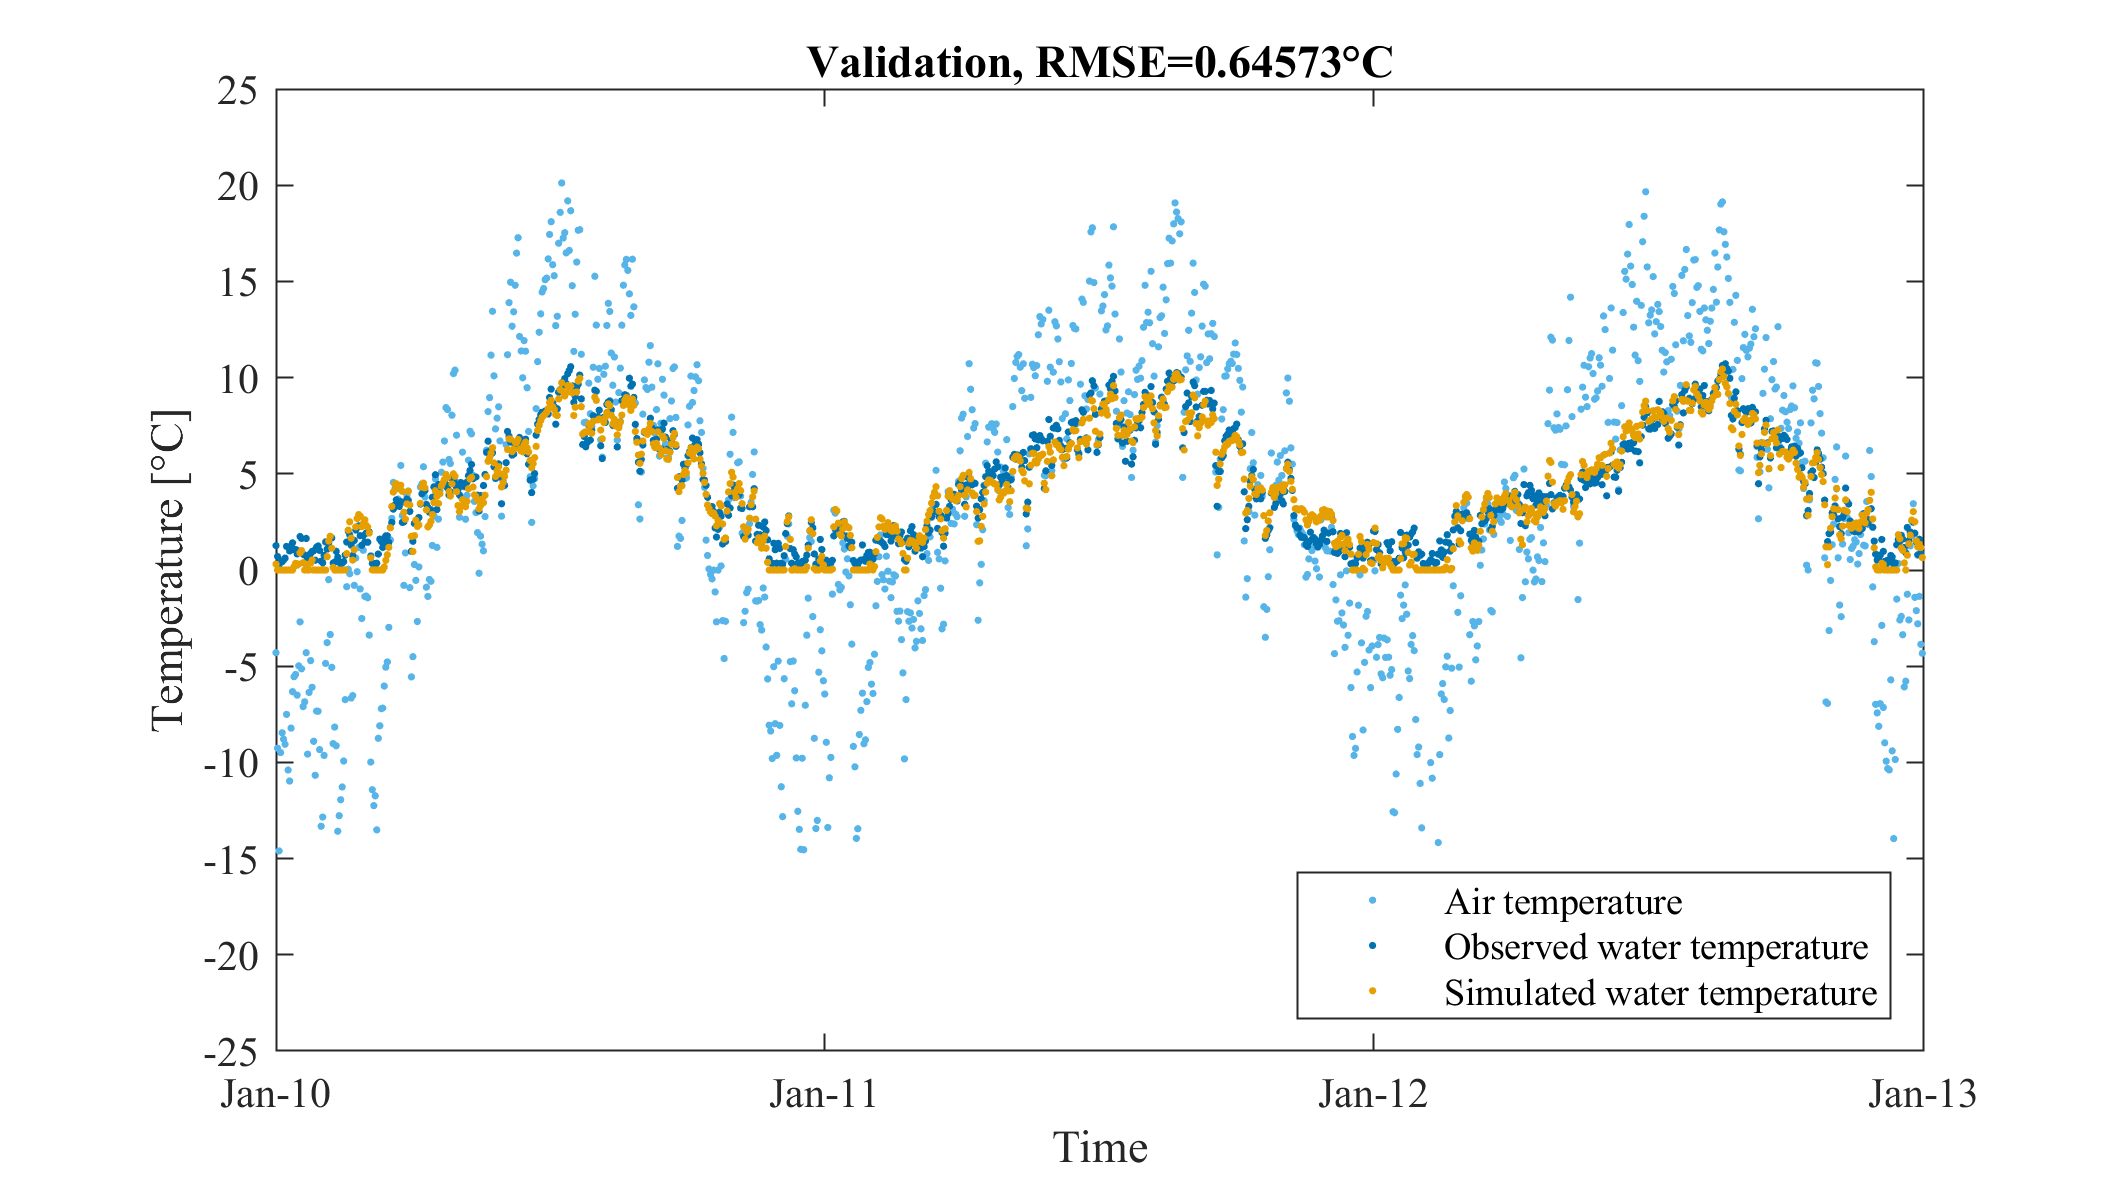 Validation, RMSE=0.64573°C
25
20
15
10
5
0
-5
-10
-15
-20
-25
Temperature [°C]
Air temperature
Observed water temperature
Simulated water temperature
Jan-10 Jan-11 Jan-12 Jan-13
Time